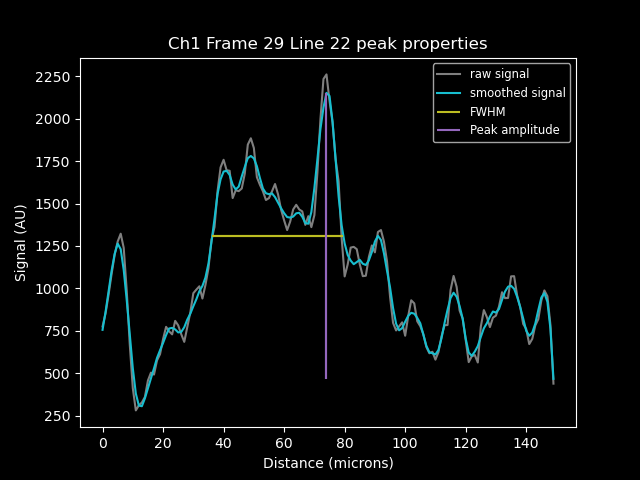 Ch1 Frame 29 Line 22 peak properties
raw signal
smoothed signal
FWHM
Peak amplitude
Signal (AU)
2250
2000
1750
1500
1250
1000
750
500
250
0 20 40 60 80 100 120 140
Distance (microns)